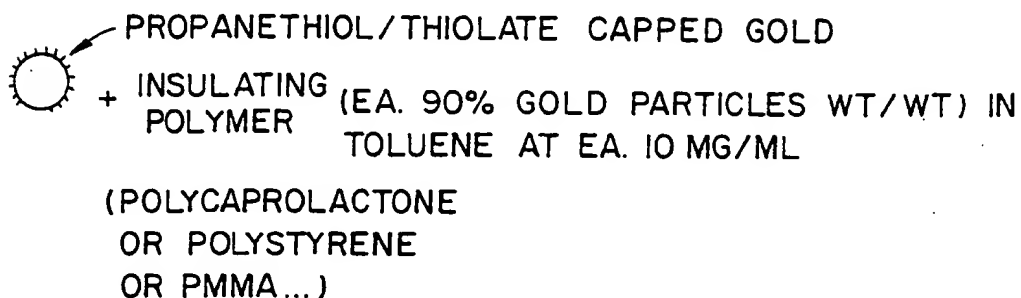 PROPANETHIOL/THIOLATE CAPPED GOLD
+ INSULATING POLYMER (EA. 90% GOLD PARTICLES WT/WT) IN
TOLUENE AT EA. 10 MG/ML
(POLYCAPROLACTONE
OR POLYSTYRENE
OR PMMA...)